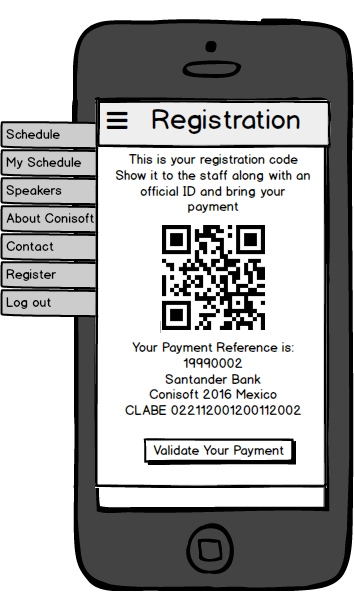 Registration
Schedule
My Schedule
Speakers
About Conisoft
Contact
Register
Log out
This is your registration code
Show it to the staff along with an
official ID and bring your
payment
Your Payment Reference is:
19990002
Santander Bank
Conisoft 2016 Mexico
CLABE 022112001200112002
Validate Your Payment